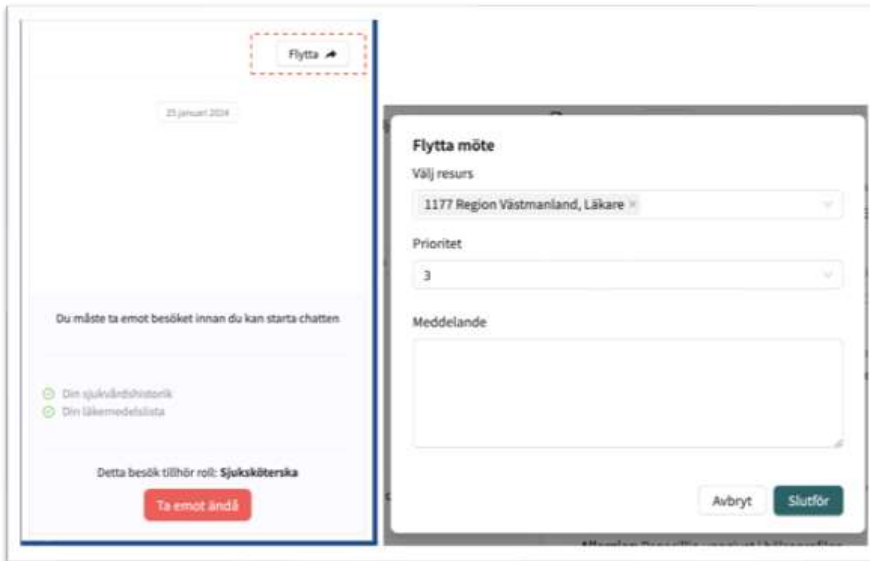 Flytta
25 januari 2024
Du måste ta emot besöket innan du kan starta chatten
Din sjukvårdshistorik
Din läkemedelslista
Detta besök tillhör roll: Sjuksköterska
Ta emot ändå
Flytta möte
Välj resurs
1177 Region Västmanland, Läkare ×
Prioritet
3
Meddelande
Avbryt
Slutför